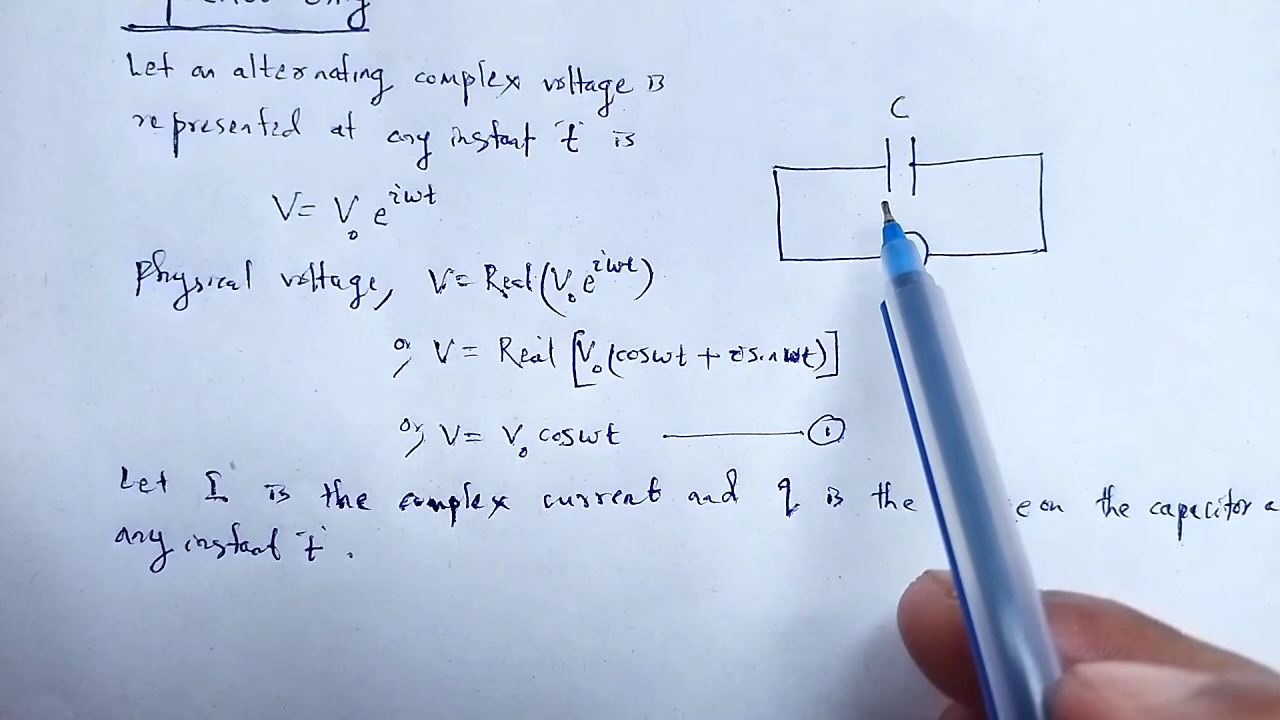 only
Let an alternating complex voltage is
represented at any instant 't' is
C
V = V₀ e^{iωt}
Physical voltage, V = Real(V₀ e^{iωt})
or, V = Real [V₀(cosωt + i sinωt)]
or, V = V₀ cosωt ——— ①
Let I is the complex current and q is the on the capacitor
any instant 't'.